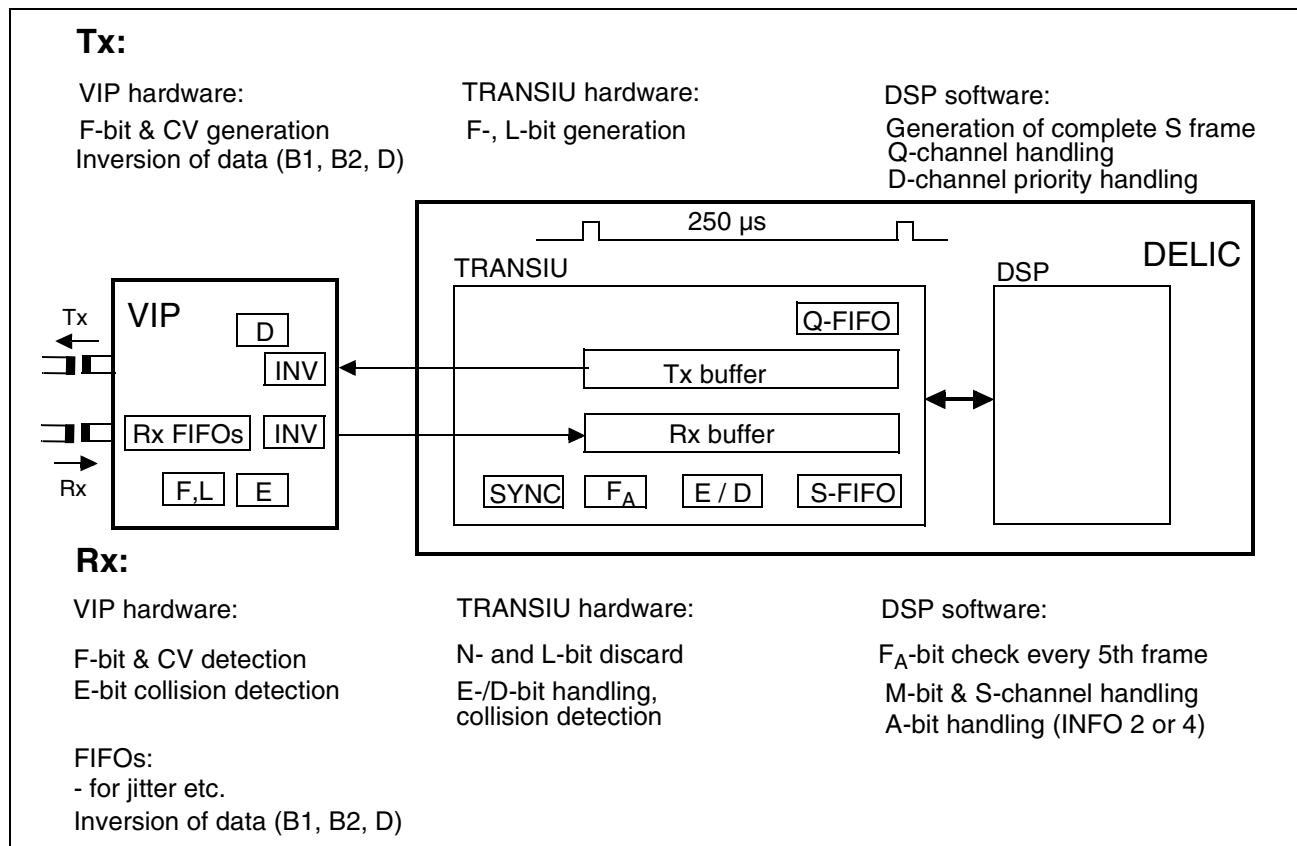 Tx:
VIP hardware:
TRANSIU hardware:
DSP software:
F-bit & CV generation
Inversion of data (B1, B2, D)
F-, L-bit generation
Generation of complete S frame
Q-channel handling
D-channel priority handling
250 µs
DELIC
TRANSIU
DSP
VIP
Tx
D
Q-FIFO
INV
Tx buffer
Rx FIFOs
INV
Rx buffer
Rx
F,L
E
SYNC
FA
E / D
S-FIFO
Rx:
VIP hardware:
TRANSIU hardware:
DSP software:
F-bit & CV detection
E-bit collision detection
N- and L-bit discard
E-/D-bit handling,
collision detection
FA-bit check every 5th frame
M-bit & S-channel handling
A-bit handling (INFO 2 or 4)
FIFOs:
- for jitter etc.
Inversion of data (B1, B2, D)